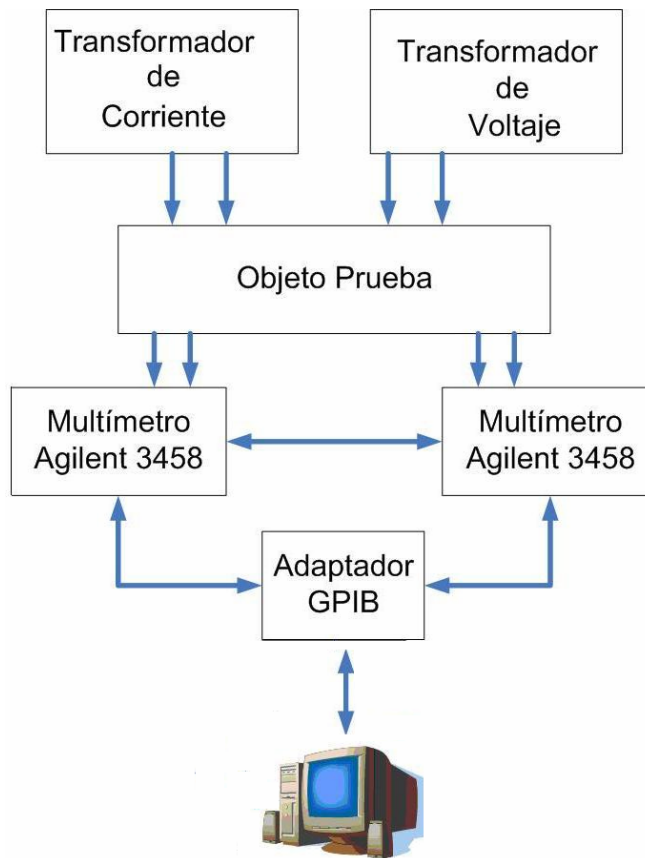 Transformador
de
Corriente
Transformador
de
Voltaje
Objeto Prueba
Multímetro
Agilent 3458
Multímetro
Agilent 3458
Adaptador
GPIB